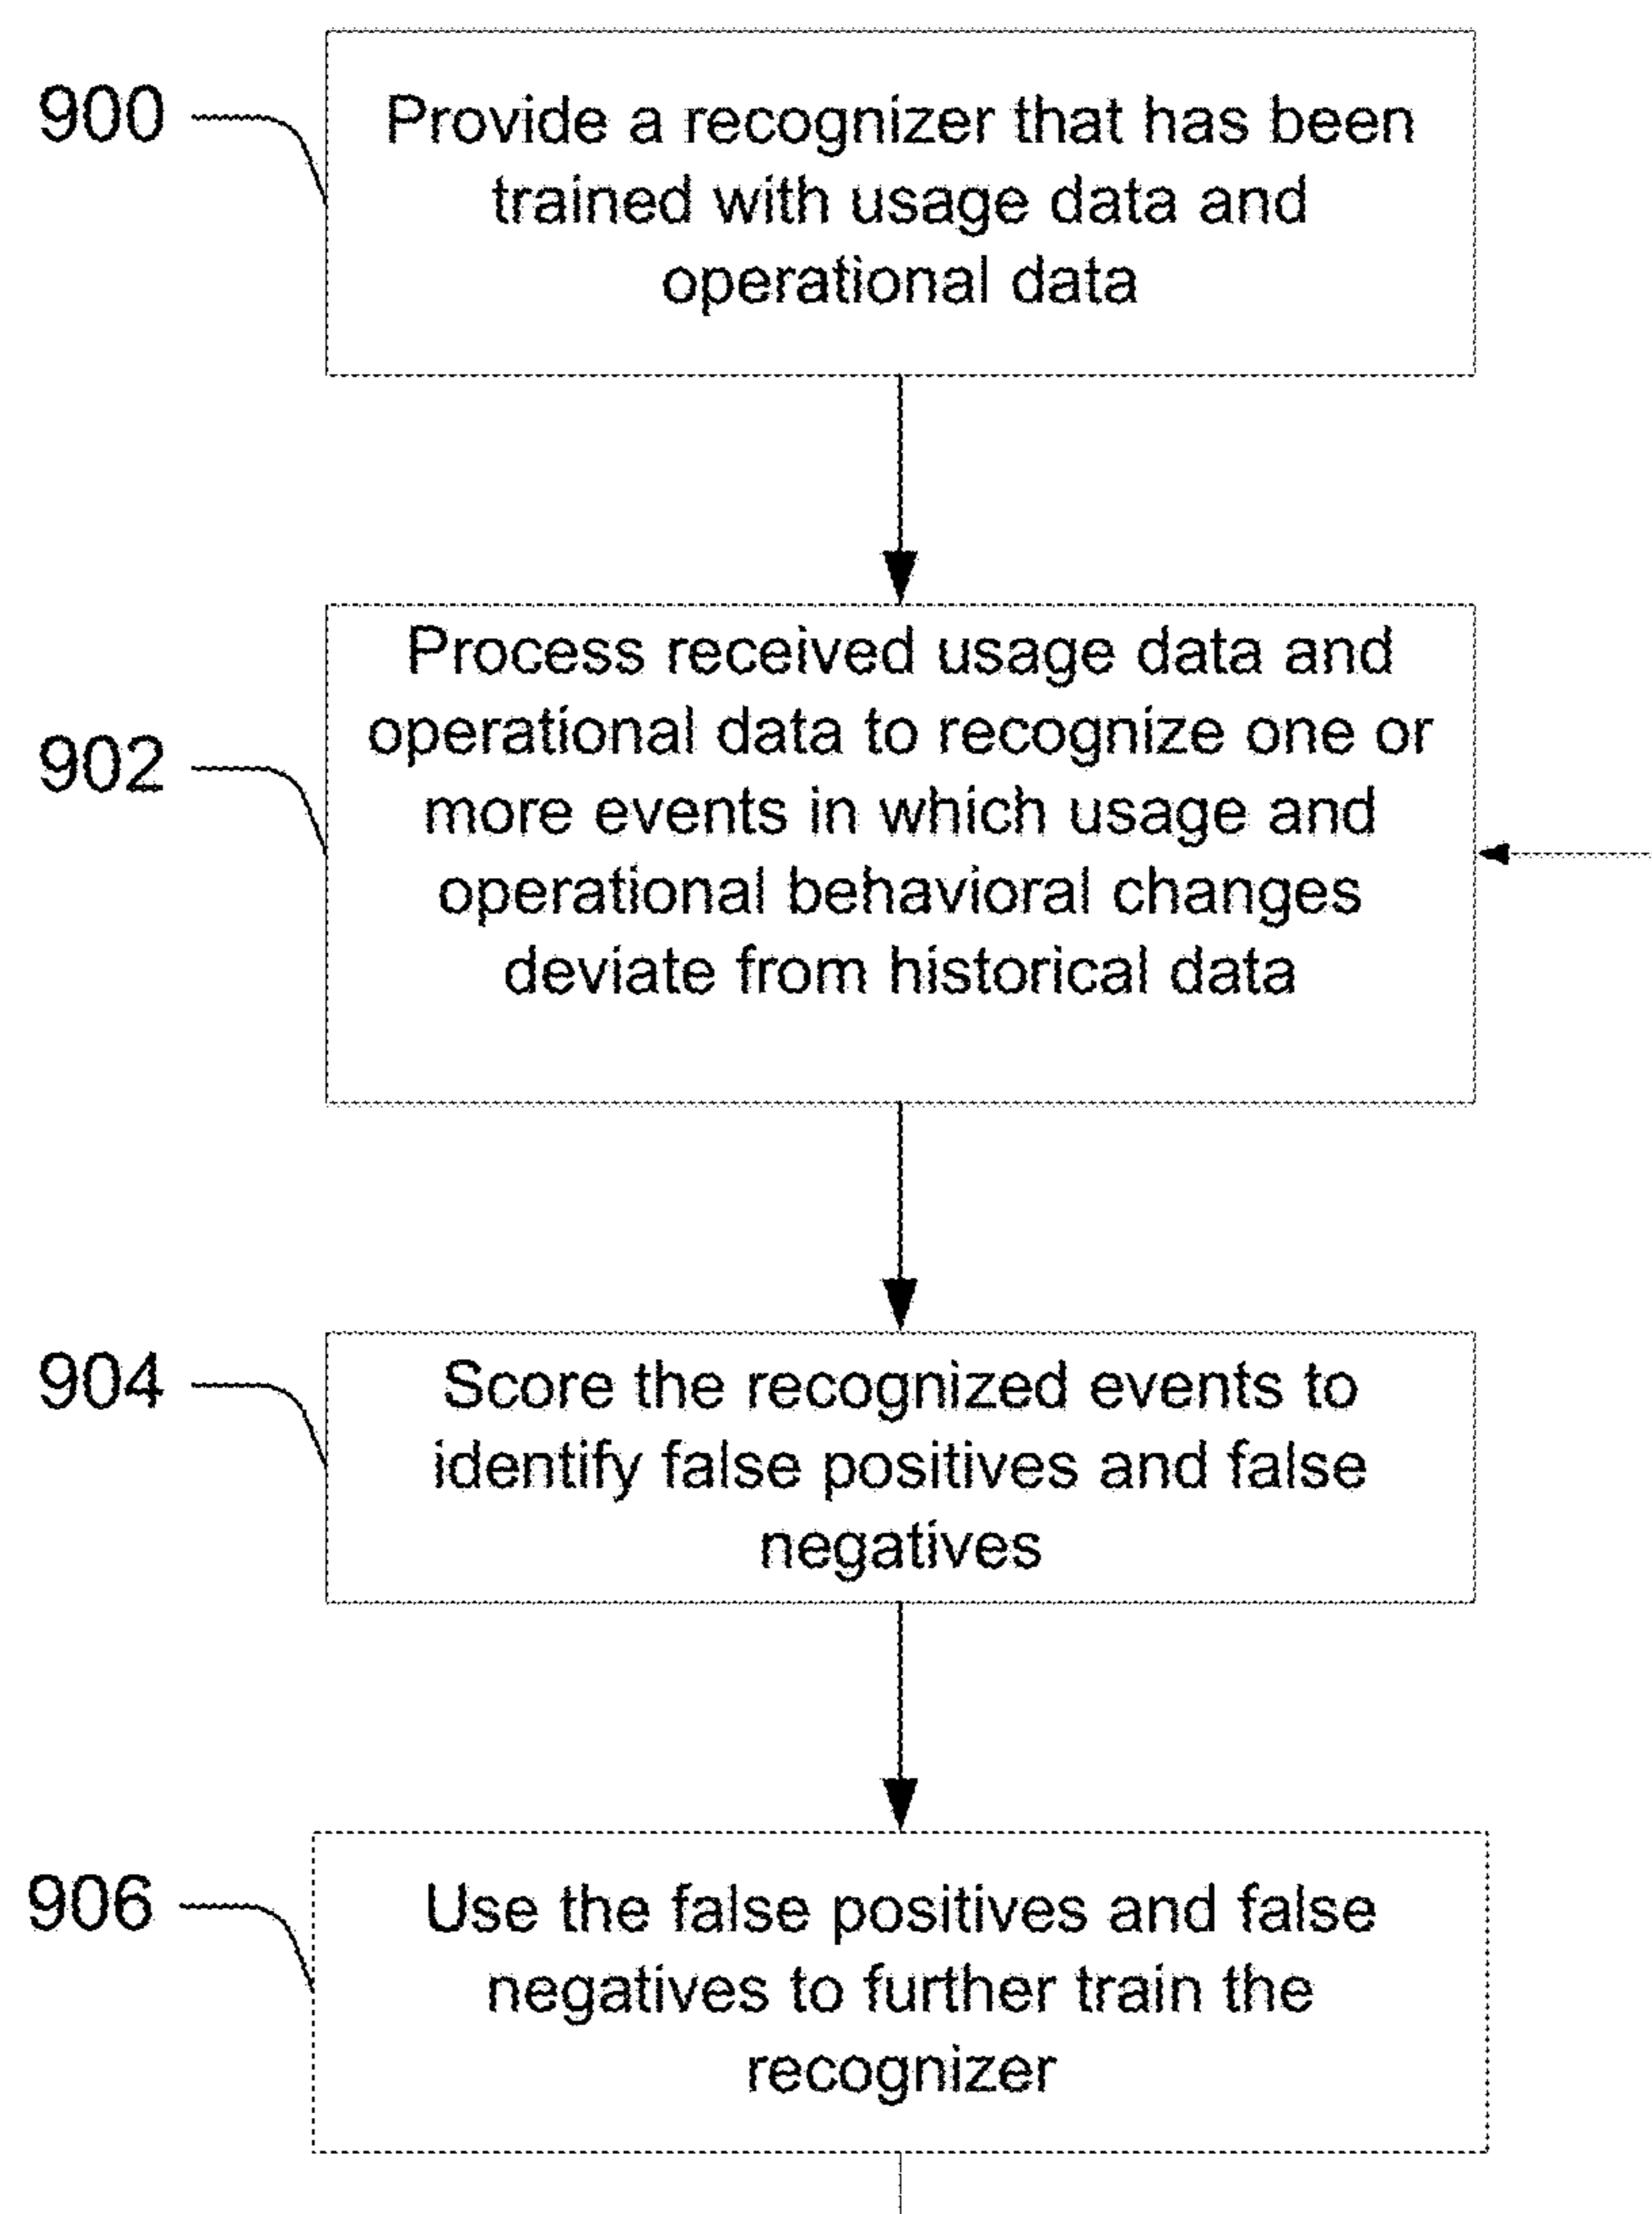 900
Provide a recognizer that has been
trained with usage data and
operational data
902
Process received usage data and
operational data to recognize one or
more events in which usage and
operational behavioral changes
deviate from historical data
904
Score the recognized events to
identify false positives and false
negatives
906
Use the false positives and false
negatives to further train the
recognizer